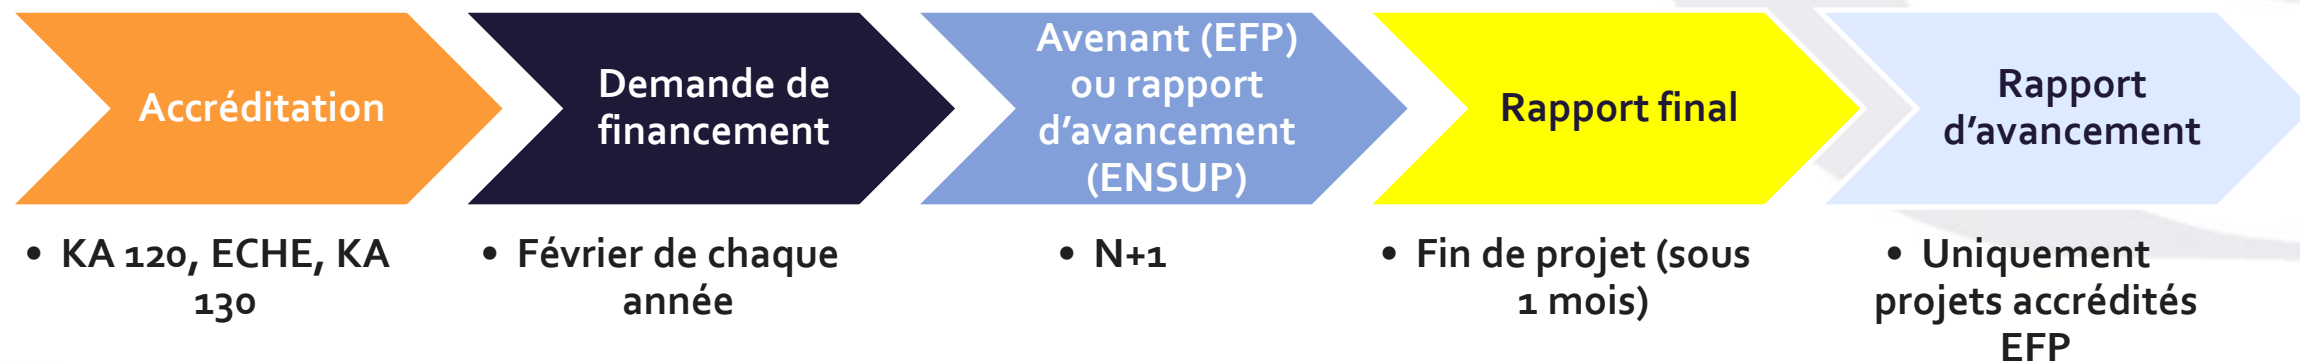 Accréditation
Demande de
financement
Avenant (EFP)
ou rapport
d’avancement
(ENSUP)
Rapport final
Rapport
d’avancement
• KA 120, ECHE, KA
130
• Février de chaque
année
• N+1
• Fin de projet (sous
1 mois)
• Uniquement
projets accrédités
EFP